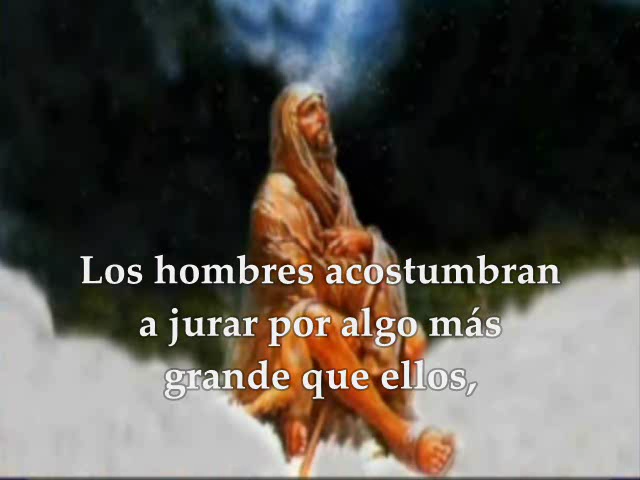 Los hombres acostumbran
a jurar por algo más
grande que ellos,